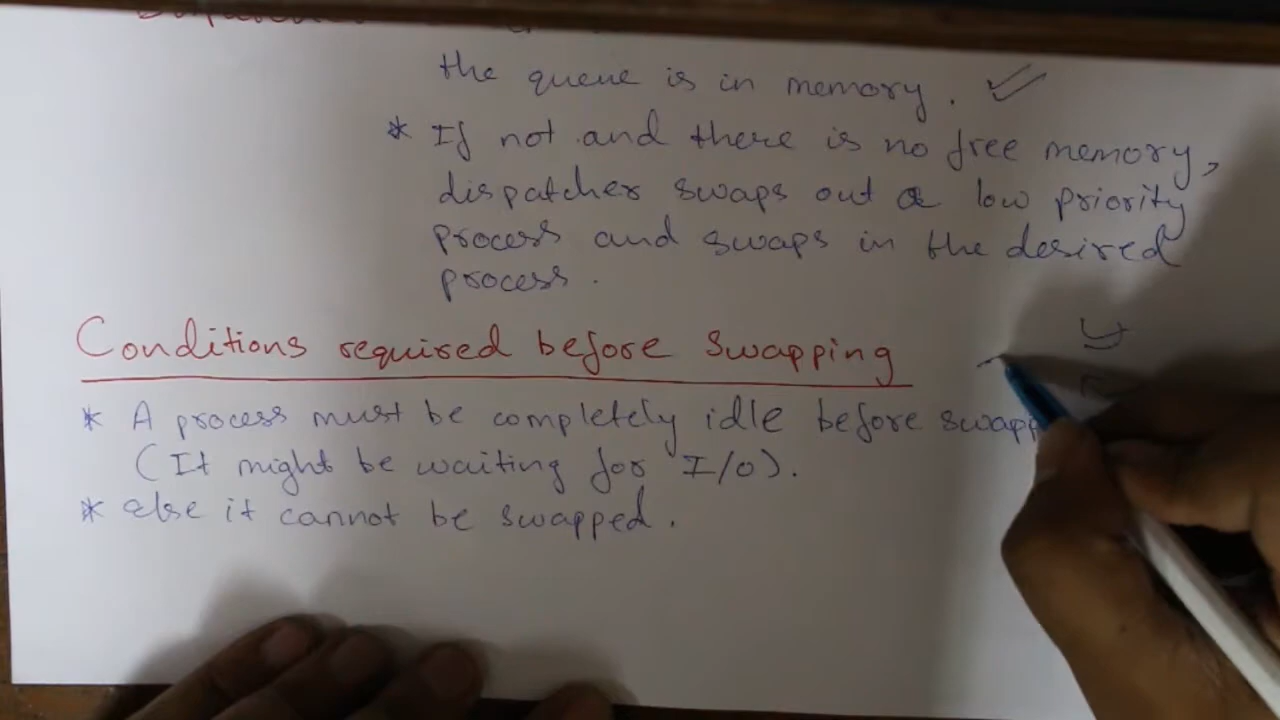 the queue is in memory.
* If not and there is no free memory,
dispatcher swaps out a low priority
process and swaps in the desired
process.
Conditions required before swapping
* A process must be completely idle before
(It might be waiting for I/O).
* else it cannot be swapped.